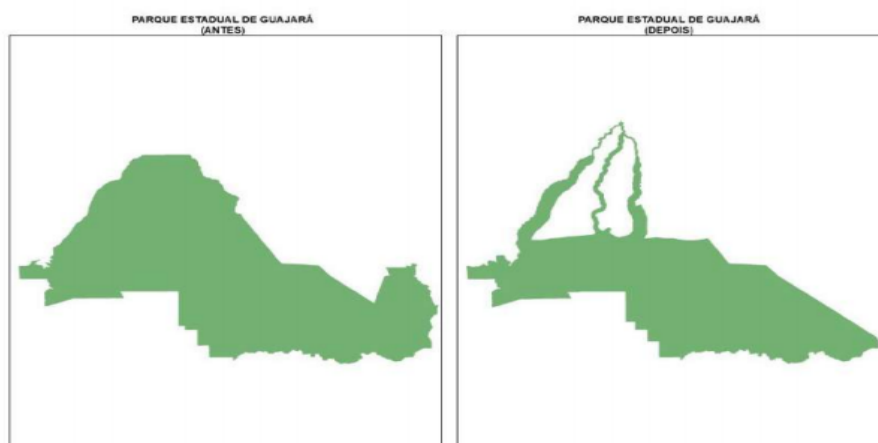 PARQUE ESTADUAL DE GUAJARÁ
(ANTES)
PARQUE ESTADUAL DE GUAJARÁ
(DEPOIS)